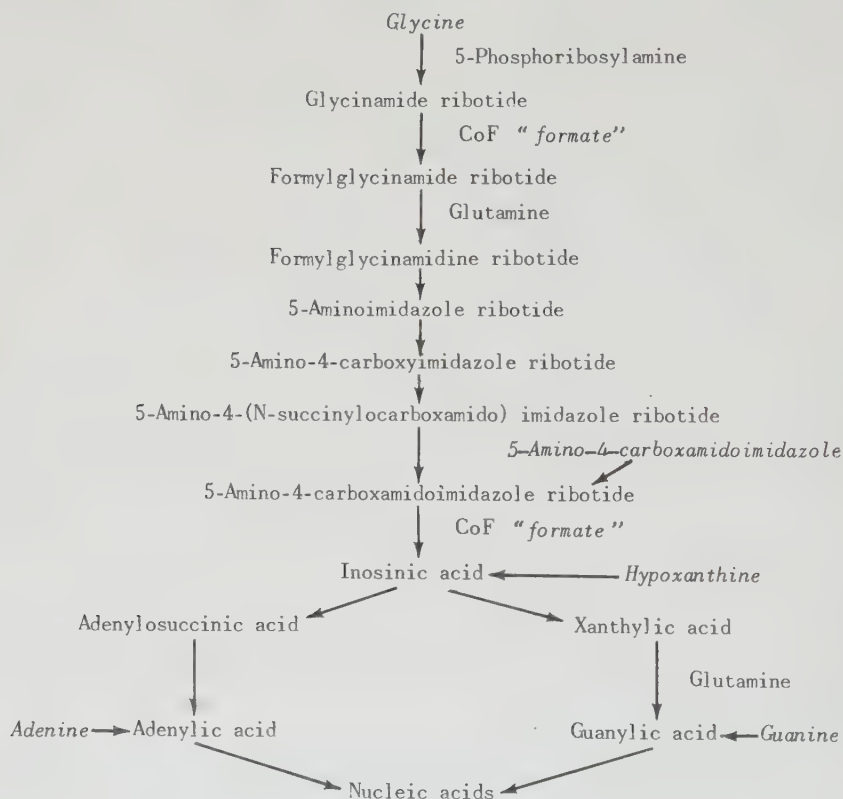 Glycine
5-Phosphoribosylamine
Glycinamide ribotide
CoF “formate”
Formylglycinamide ribotide
Glutamine
Formylglycinamidine ribotide
5-Aminoimidazole ribotide
5-Amino-4-carboxyimidazole ribotide
5-Amino-4-(N-succinylocarboxamido) imidazole ribotide
5-Amino-4-carboxamidoimidazole
5-Amino-4-carboxamidoimidazole ribotide
CoF “formate”
Inosinic acid
Hypoxanthine
Adenylosuccinic acid
Xanthylic acid
Glutamine
Adenine
Adenylic acid
Guanylic acid
Guanine
Nucleic acids